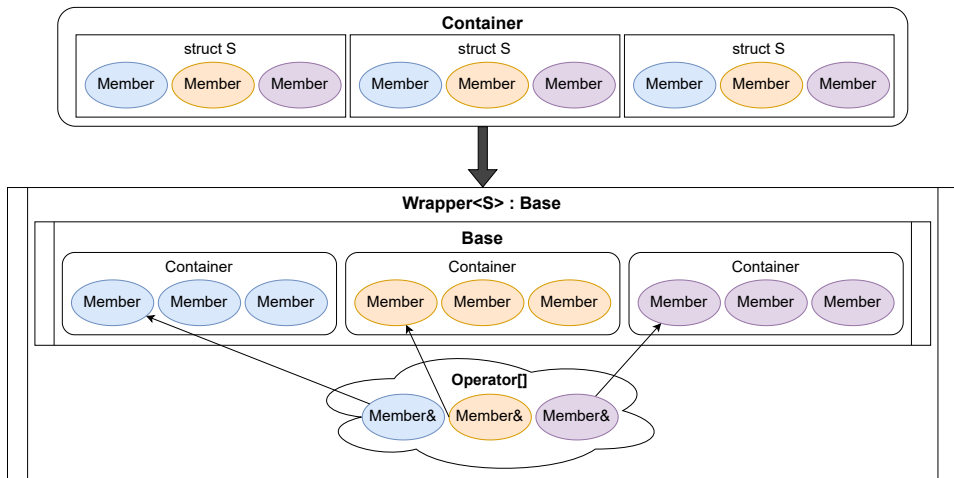 Container
struct S struct S struct S
Member Member Member Member Member Member Member Member Member
Wrapper<S> : Base
Base
Container Container Container
Member Member Member Member Member Member Member Member Member
Operator[]
Member& Member& Member&